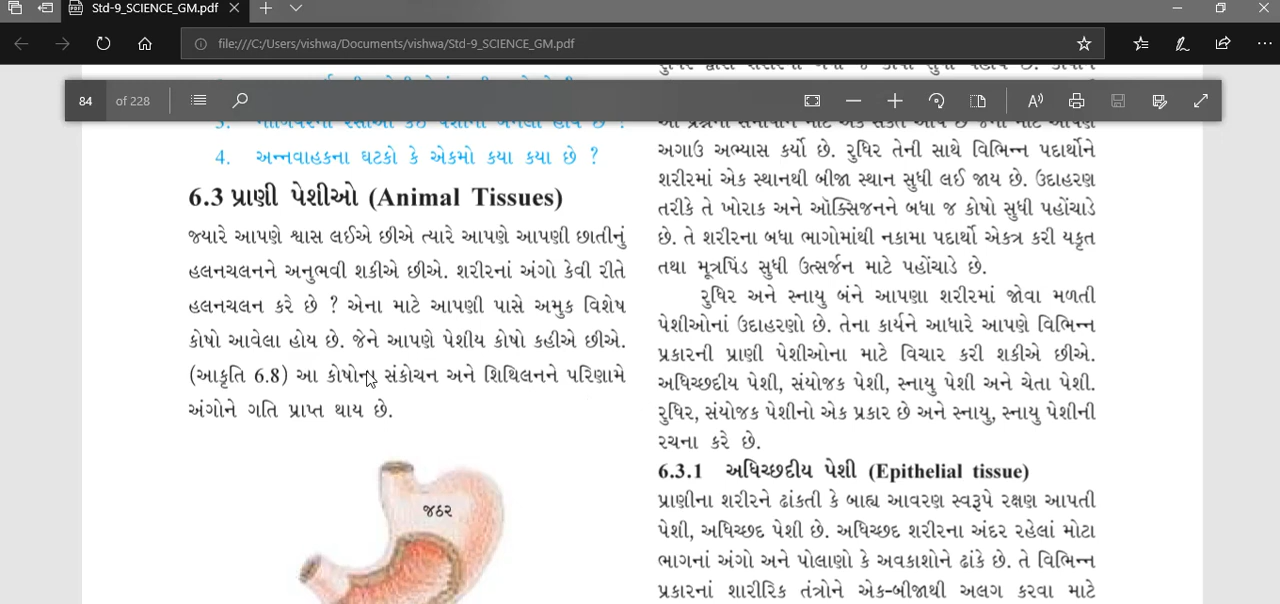 Std-9_SCIENCE_GM.pdf
file:///C:/Users/vishwa/Documents/vishwa/Std-9_SCIENCE_GM.pdf
84 of 228
4. અન્નવાહકના ઘટકો કે એકમો કયા કયા છે ?
6.3 પ્રાણી પેશીઓ (Animal Tissues)
જ્યારે આપણે શ્વાસ લઈએ છીએ ત્યારે આપણે આપણી છાતીનું
હલનચલનને અનુભવી શકીએ છીએ. શરીરનાં અંગો કેવી રીતે
હલનચલન કરે છે ? એના માટે આપણી પાસે અમુક વિશેષ
કોષો આવેલા હોય છે. જેને આપણે પેશીય કોષો કહીએ છીએ.
(આકૃતિ 6.8) આ કોષોના સંકોચન અને શિથિલનને પરિણામે
અંગોને ગતિ પ્રાપ્ત થાય છે.
જઠર
અગાઉ અભ્યાસ કર્યો છે. રુધિર તેની સાથે વિભિન્ન પદાર્થોને
શરીરમાં એક સ્થાનથી બીજા સ્થાન સુધી લઈ જાય છે. ઉદાહરણ
તરીકે તે ખોરાક અને ઑક્સિજનને બધા જ કોષો સુધી પહોંચાડે
છે. તે શરીરના બધા ભાગોમાંથી નકામા પદાર્થો એકત્ર કરી યકૃત
તથા મૂત્રપિંડ સુધી ઉત્સર્જન માટે પહોંચાડે છે.
રુધિર અને સ્નાયુ બંને આપણા શરીરમાં જોવા મળતી
પેશીઓનાં ઉદાહરણો છે. તેના કાર્યને આધારે આપણે વિભિન્ન
પ્રકારની પ્રાણી પેશીઓના માટે વિચાર કરી શકીએ છીએ.
અધિચ્છદીય પેશી, સંયોજક પેશી, સ્નાયુ પેશી અને ચેતા પેશી.
રુધિર, સંયોજક પેશીનો એક પ્રકાર છે અને સ્નાયુ, સ્નાયુ પેશીની
રચના કરે છે.
6.3.1 અધિચ્છદીય પેશી (Epithelial tissue)
પ્રાણીના શરીરને ઢાંકતી કે બાહ્ય આવરણ સ્વરૂપે રક્ષણ આપતી
પેશી, અધિચ્છદ પેશી છે. અધિચ્છદ શરીરના અંદર રહેલાં મોટા
ભાગનાં અંગો અને પોલાણો કે અવકાશોને ઢાંકે છે. તે વિભિન્ન
પ્રકારનાં શારીરિક તંત્રોને એક-બીજાથી અલગ કરવા માટે